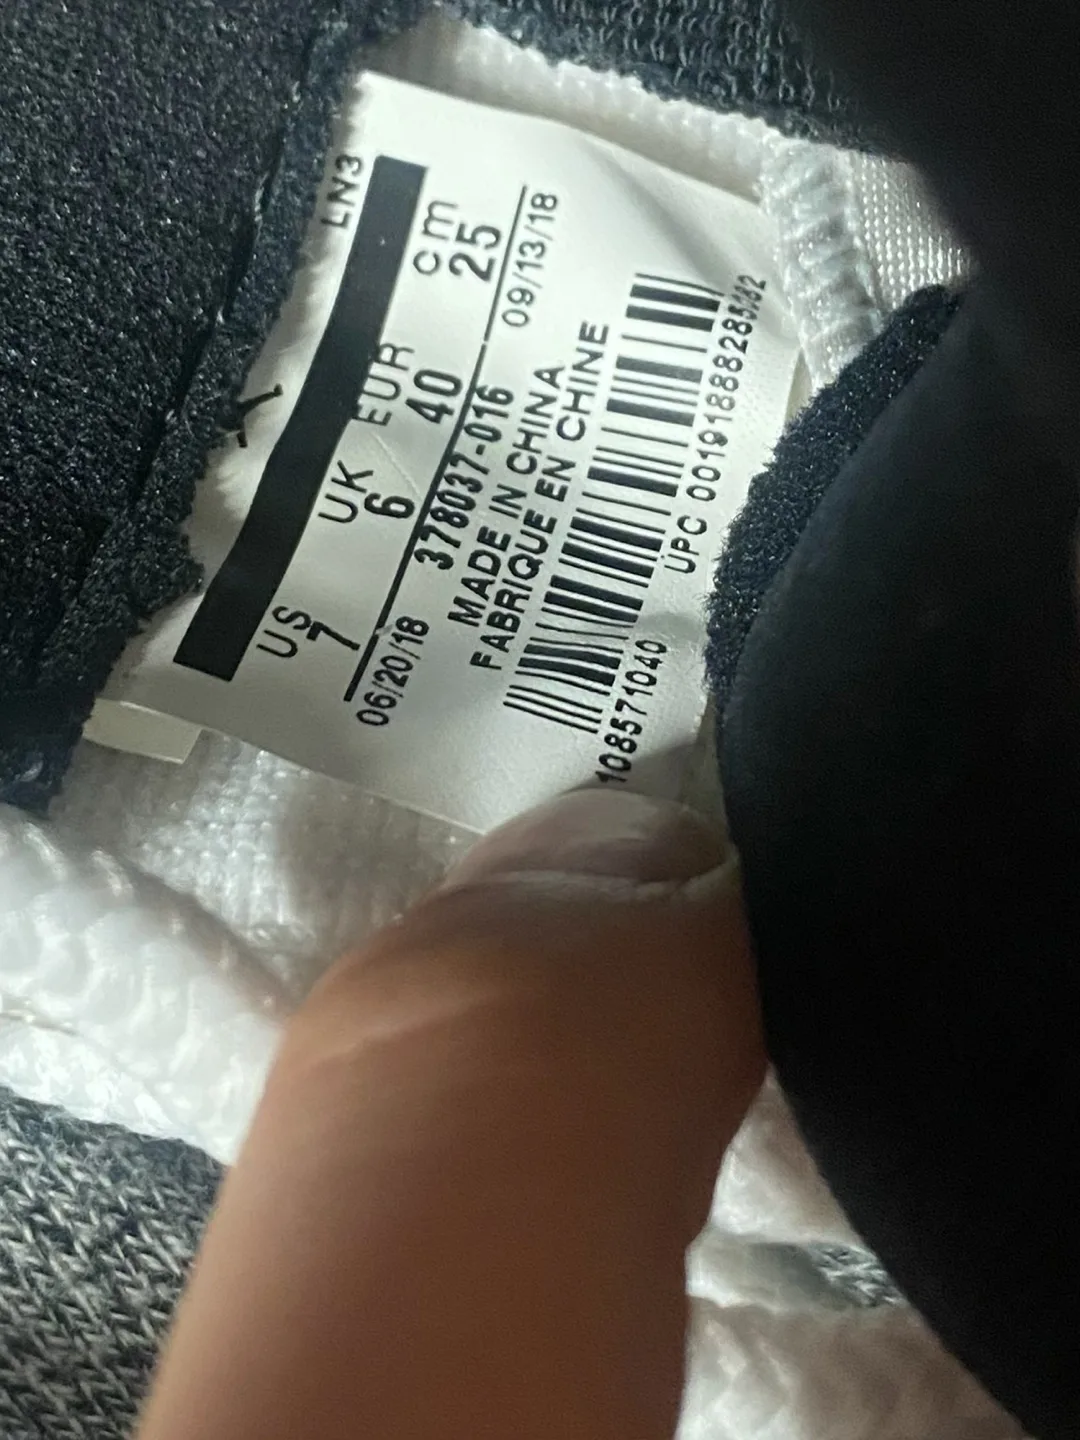 LN3
US UK EUR cm
7 6 40 25
06/20/18 378037-016 09/13/18
MADE IN CHINA
FABRIQUE EN CHINE
108571040 UPC